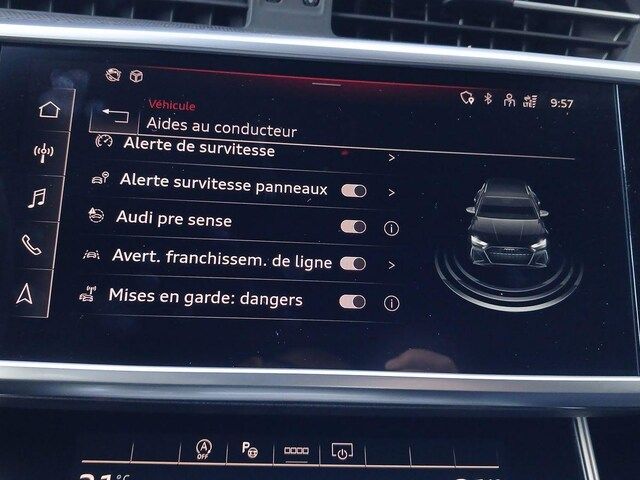 9:57
Véhicule
Aides au conducteur
Alerte de survitesse
Alerte survitesse panneaux
Audi pre sense
Avert. franchissem. de ligne
Mises en garde: dangers
A
OFF
P